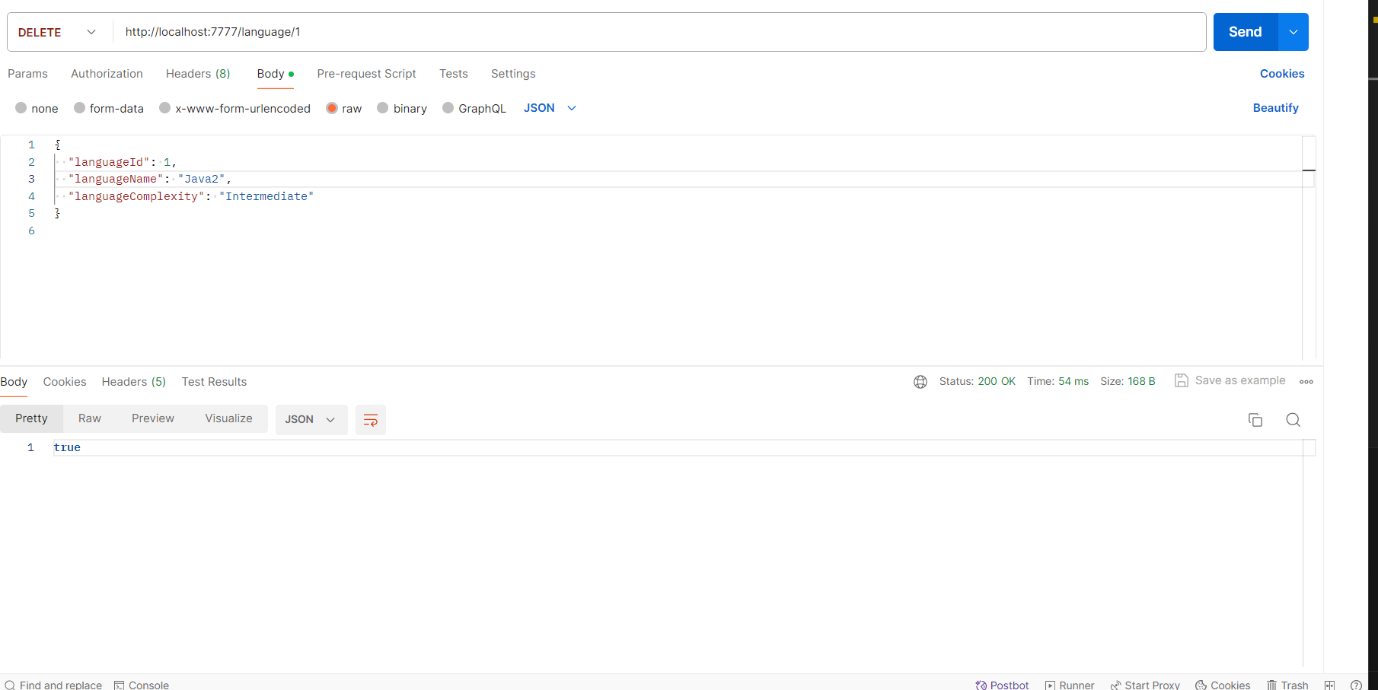 DELETE http://localhost:7777/language/1 Send
Params Authorization Headers (8) Body Pre-request Script Tests Settings Cookies
none form-data x-www-form-urlencoded raw binary GraphQL JSON Beautify
1 {
2 "languageId": 1,
3 "languageName": "Java2",
4 "languageComplexity": "Intermediate"
5 }
6
Body Cookies Headers (5) Test Results Status: 200 OK Time: 54 ms Size: 168 B Save as example
Pretty Raw Preview Visualize JSON
1 true
Find and replace Console Postbot Runner Start Proxy Cookies Trash